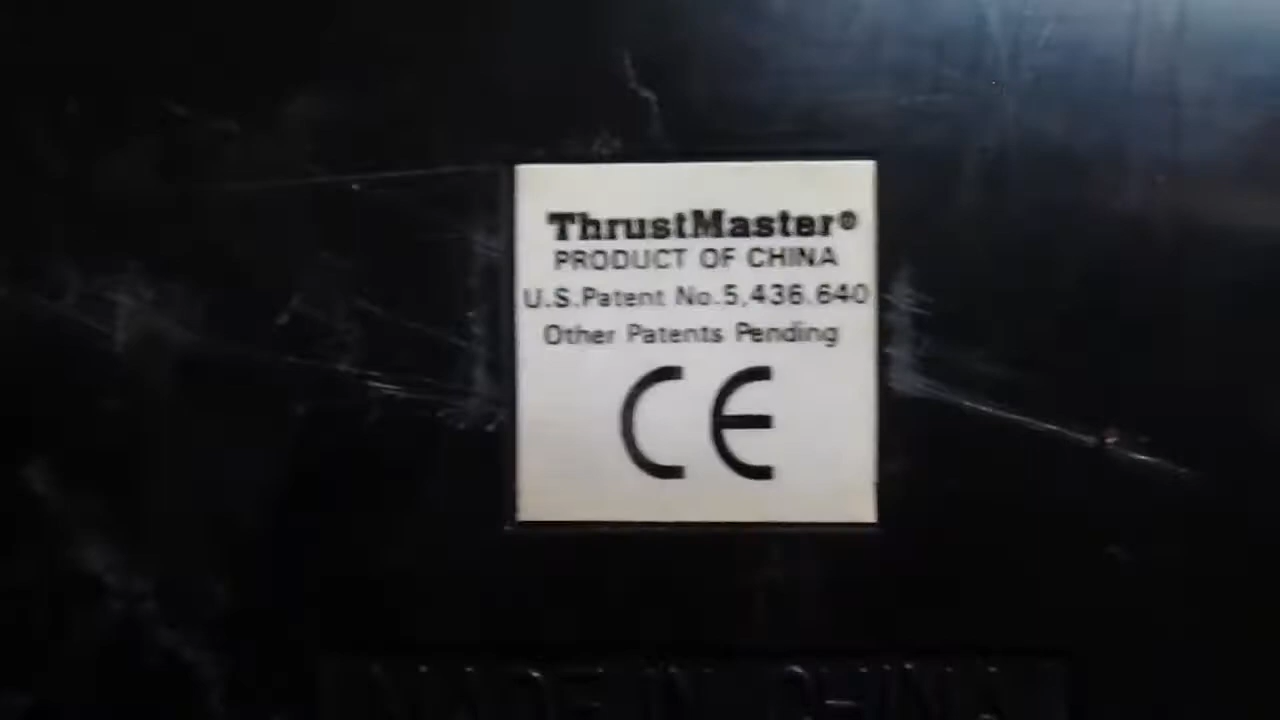 ThrustMaster®
PRODUCT OF CHINA
U.S.Patent No.5,436.640
Other Patents Pending
CE
MADE IN CHINA